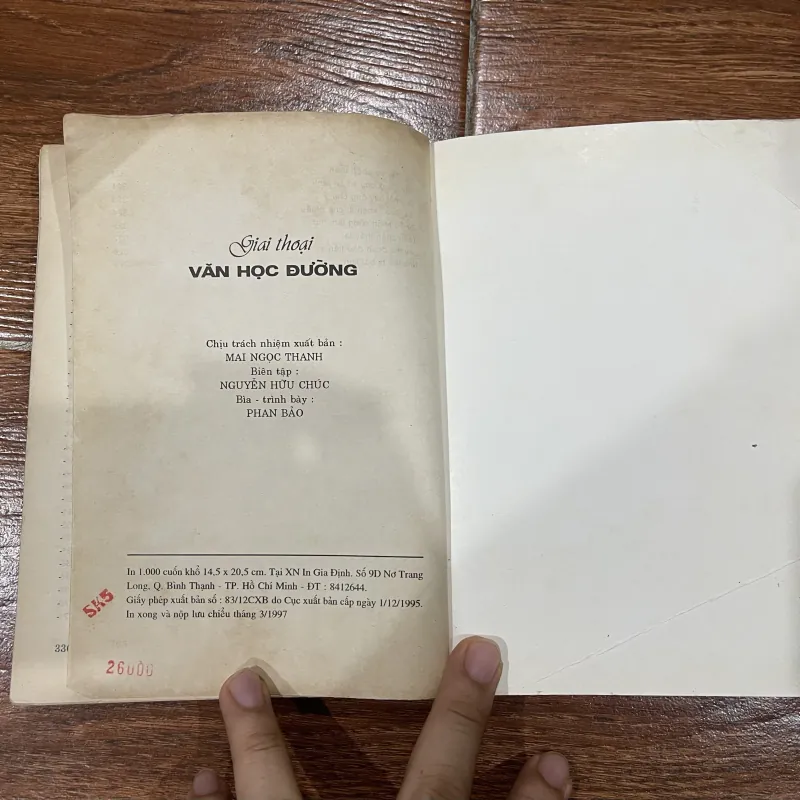 Giai thoại
VĂN HỌC ĐƯỜNG
Chịu trách nhiệm xuất bản :
MAI NGỌC THANH
Biên tập :
NGUYỄN HỮU CHÚC
Bìa - trình bày :
PHAN BẢO
In 1.000 cuốn khổ 14,5 x 20,5 cm. Tại XN In Gia Định. Số 9D Nơ Trang
Long, Q. Bình Thạnh - TP. Hồ Chí Minh - ĐT : 8412644.
Giấy phép xuất bản số : 83/12CXB do Cục xuất bản cấp ngày 1/12/1995.
In xong và nộp lưu chiểu tháng 3/1997
SK5
26000